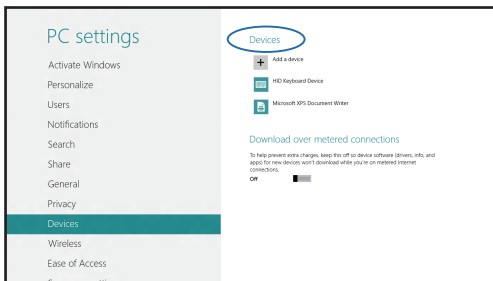 PC settings
Activate Windows
Personalize
Users
Notifications
Search
Share
General
Privacy
Devices
Wireless
Ease of Access
Devices
Add a device
HID Keyboard Device
Microsoft XPS Document Writer
Download over metered connections
To help prevent extra charges, keep this off so device software (drivers, info, and
apps) for new devices won't download while you're on metered Internet
connections.
Off